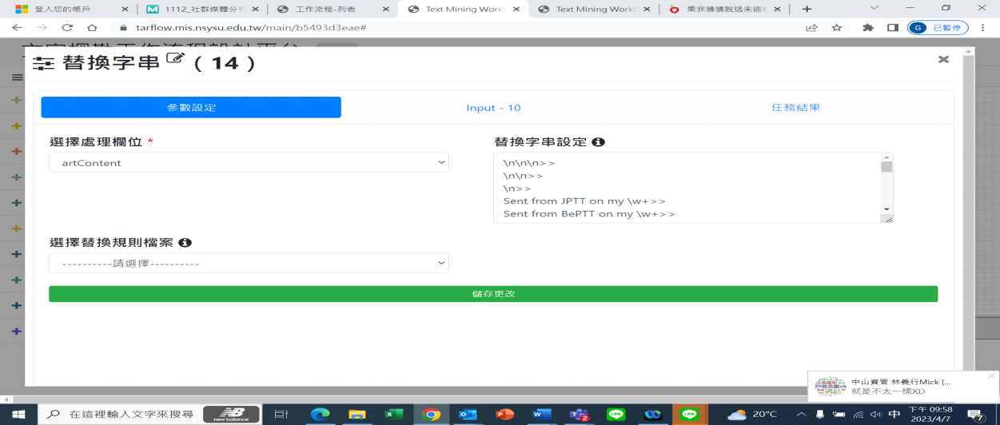 登入您的帳戶
1112_社群媒體分
工作流程-列表
Text Mining Work
Text Mining Work
東非狒狒脫逃未通
tarflow.mis.nsysu.edu.tw/main/b5493d3eae#
已暫停
替換字串 ( 14 )
參數設定
Input - 10
任務結果
選擇處理欄位 *
替換字串設定
artContent
\n\n\n>>
\n\n>>
\n>>
Sent from JPTT on my \w+>>
Sent from BePTT on my \w+>>
選擇替換規則檔案
----------請選擇----------
儲存更改
中山資管 林義行Mick [...
就是不太一樣XD
在這裡輸入文字來搜尋
new balance
20°C
中
下午 09:58
2023/4/7